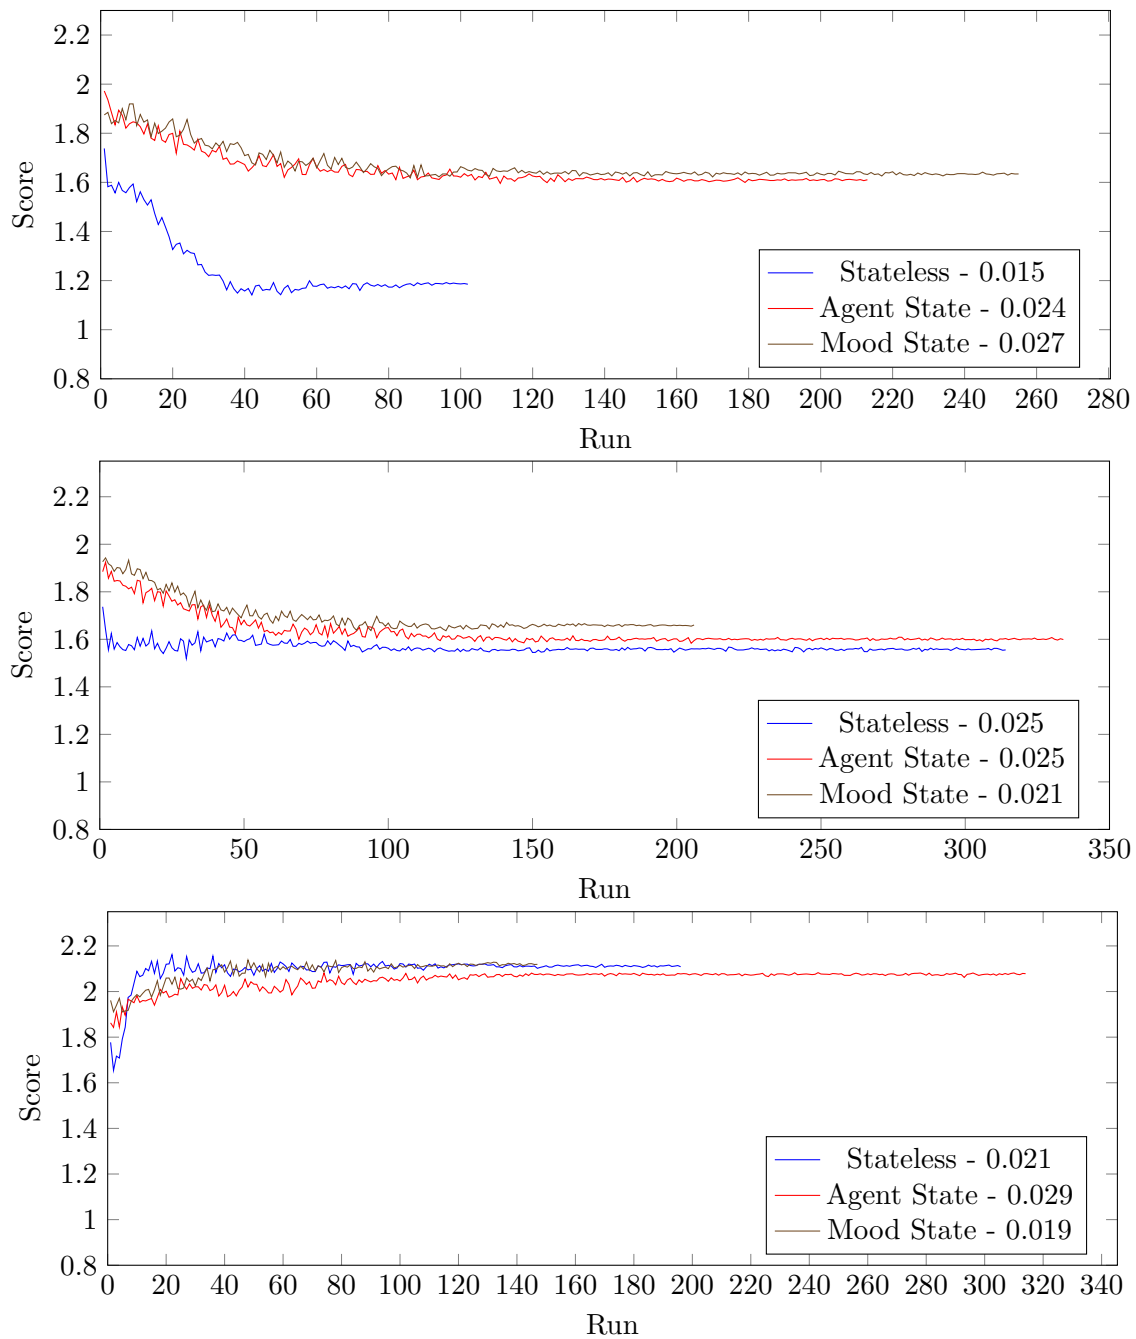 2.2
2
1.8
1.6
1.4
1.2
1
0.8
Score
0 20 40 60 80 100 120 140 160 180 200 220 240 260 280
Run
Stateless - 0.015
Agent State - 0.024
Mood State - 0.027
2.2
2
1.8
1.6
1.4
1.2
1
0.8
Score
0 50 100 150 200 250 300 350
Run
Stateless - 0.025
Agent State - 0.025
Mood State - 0.021
2.2
2
1.8
1.6
1.4
1.2
1
0.8
Score
0 20 40 60 80 100 120 140 160 180 200 220 240 260 280 300 320 340
Run
Stateless - 0.021
Agent State - 0.029
Mood State - 0.019